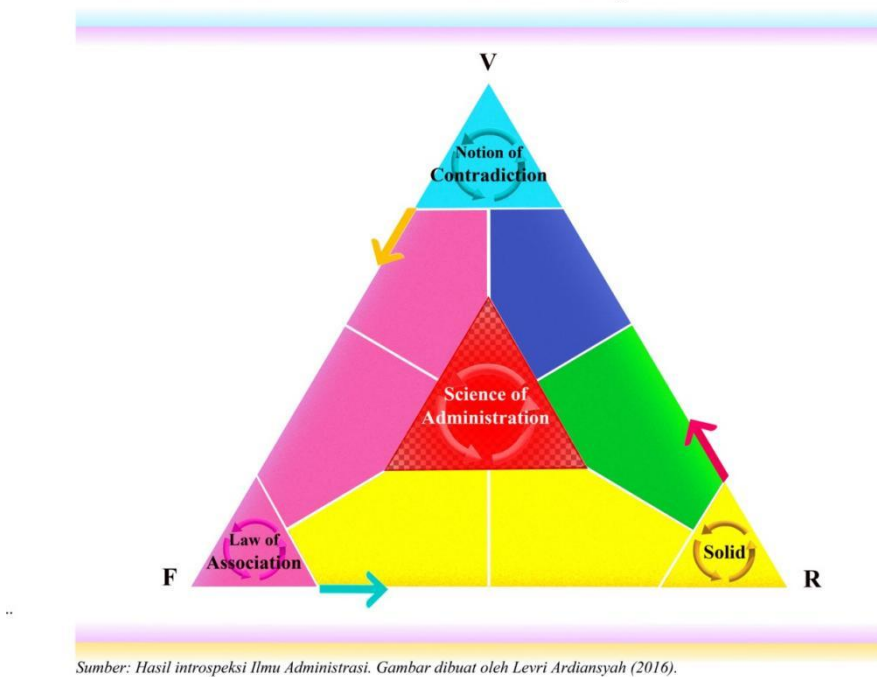 V
Notion of
Contradiction
Science of
Administration
Law of
Association
Solid
F
R
..
Sumber: Hasil introspeksi Ilmu Administrasi. Gambar dibuat oleh Levri Ardiansyah (2016).